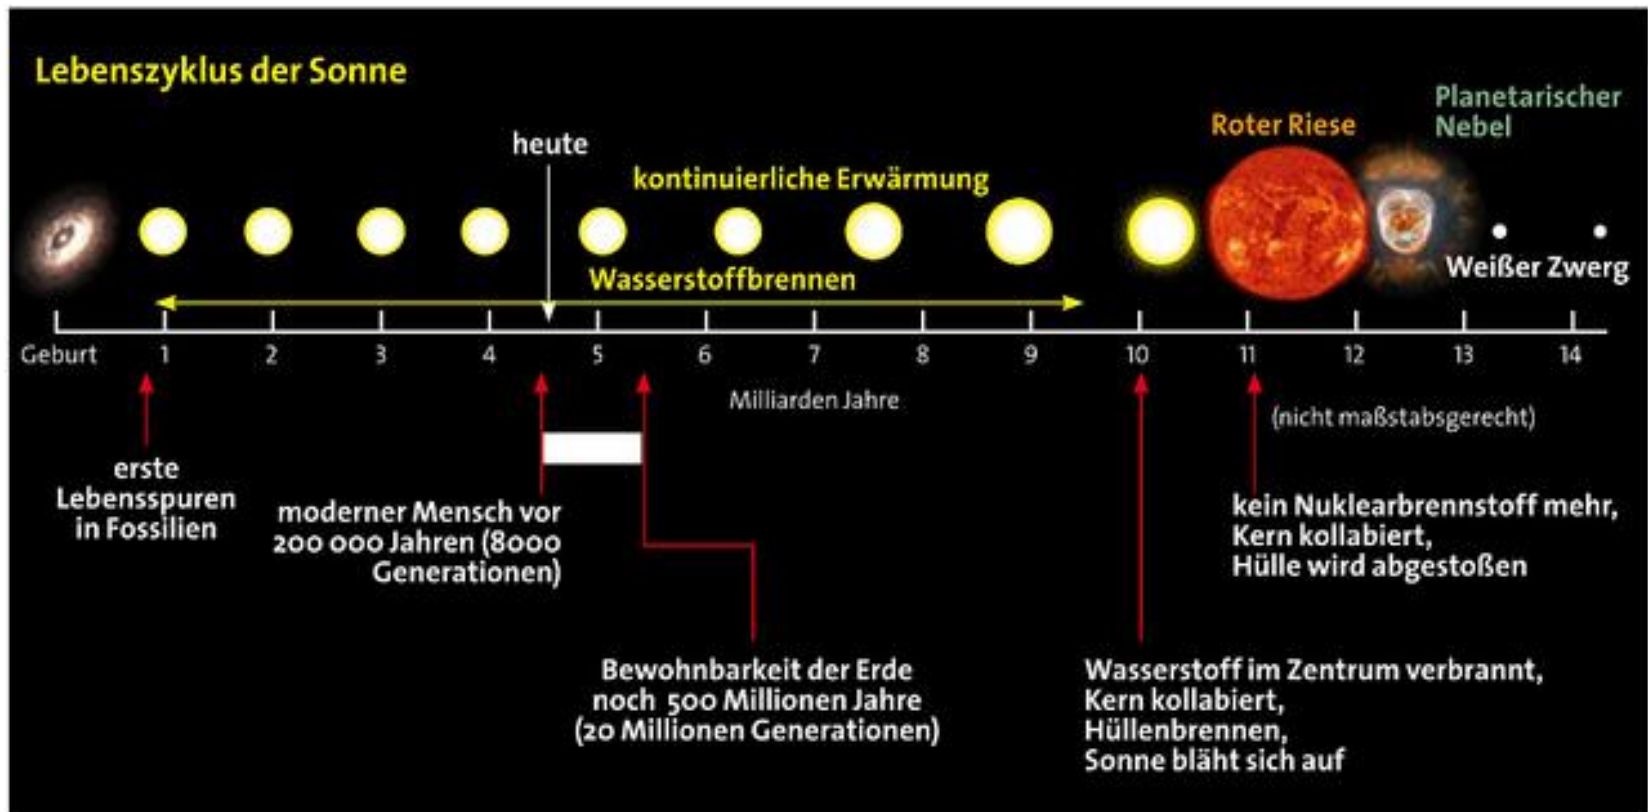 Lebenszyklus der Sonne
heute
kontinuierliche Erwärmung
Roter Riese
Planetarischer
Nebel
Wasserstoffbrennen
Weißer Zwerg
Geburt 1 2 3 4 5 6 7 8 9 10 11 12 13 14
Milliarden Jahre
(nicht maßstabsgerecht)
erste
Lebensspuren
in Fossilien
moderner Mensch vor
200 000 Jahren (8000
Generationen)
Bewohnbarkeit der Erde
noch 500 Millionen Jahre
(20 Millionen Generationen)
kein Nuklearbrennstoff mehr,
Kern kollabiert,
Hülle wird abgestoßen
Wasserstoff im Zentrum verbrannt,
Kern kollabiert,
Hüllenbrennen,
Sonne bläht sich auf